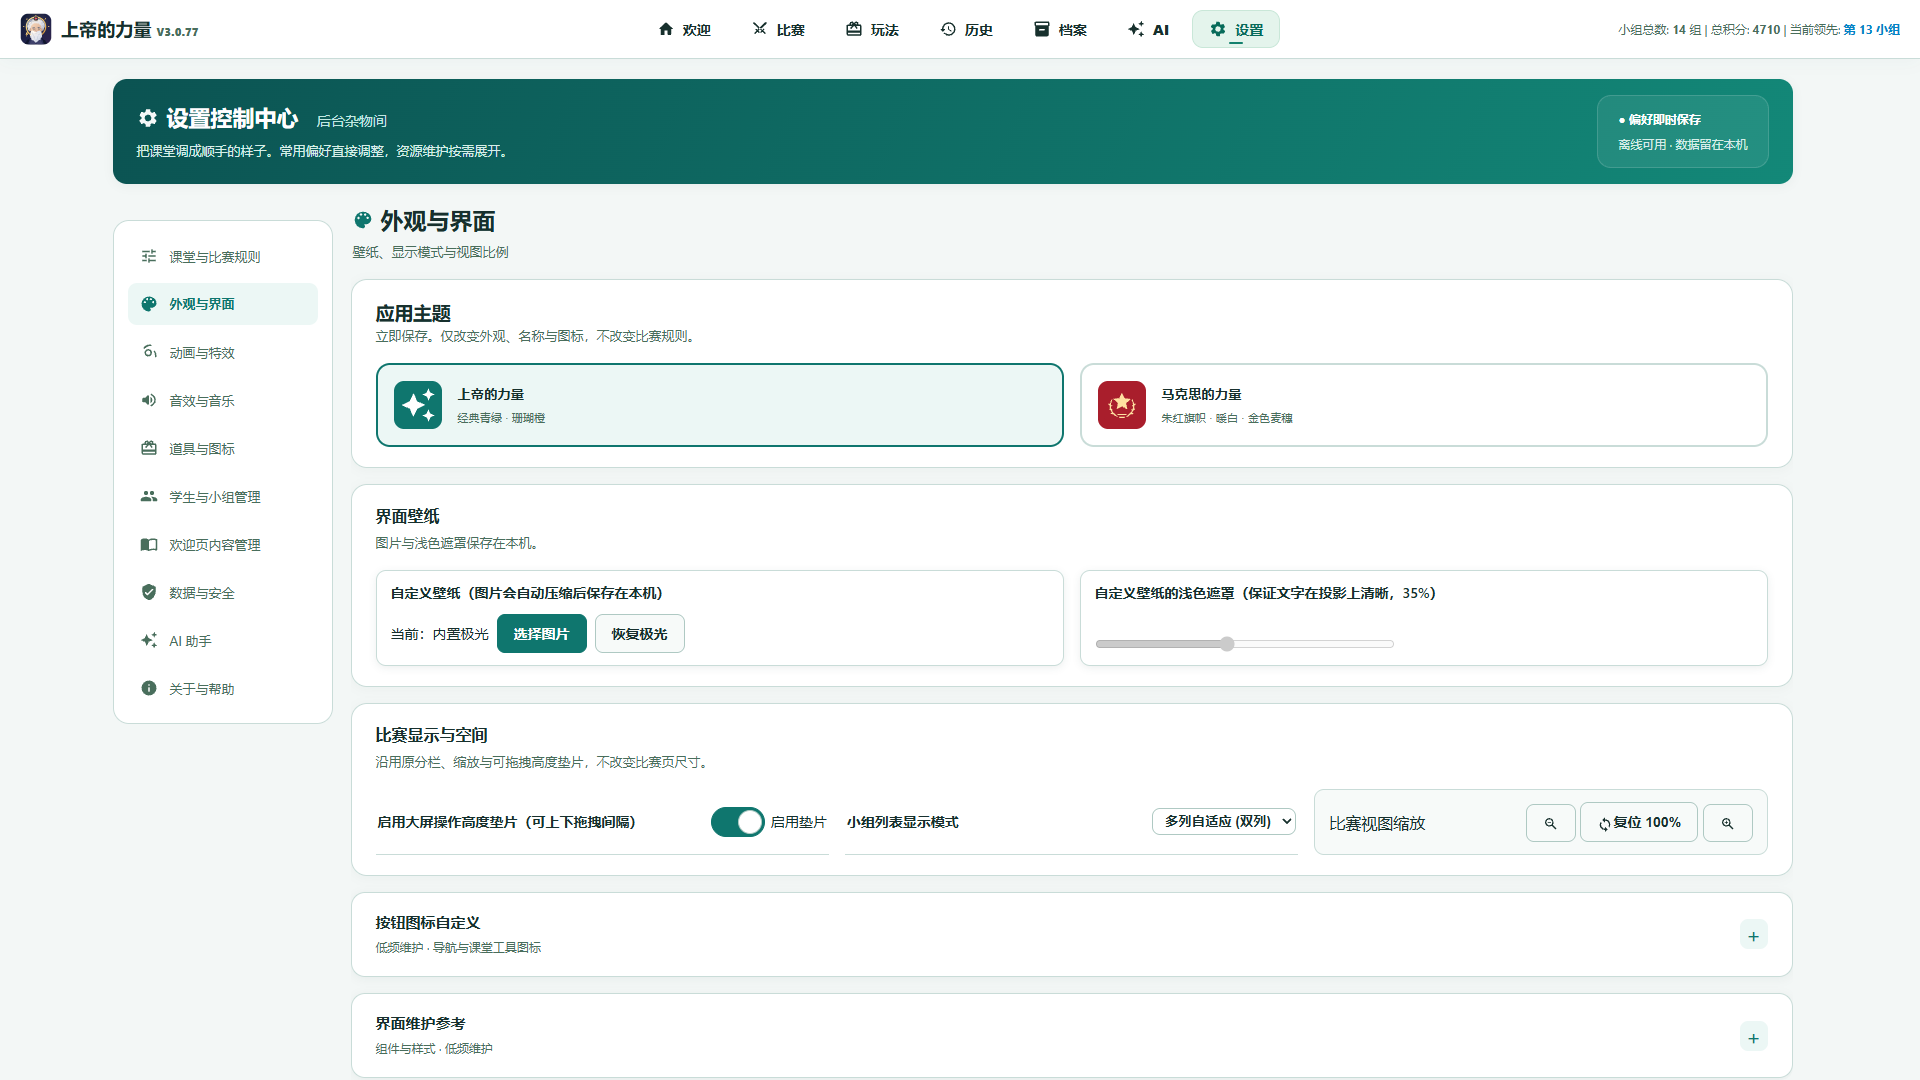 上帝的力量 V3.0.77
欢迎
比赛
玩法
历史
档案
AI
设置
小组总数: 14 组 | 总积分: 4710 | 当前领先: 第 13 小组
设置控制中心 后台杂物间
把课堂调成顺手的样子。常用偏好直接调整，资源维护按需展开。
● 偏好即时保存
离线可用 · 数据留在本机
课堂与比赛规则
外观与界面
动画与特效
音效与音乐
道具与图标
学生与小组管理
欢迎页内容管理
数据与安全
AI 助手
关于与帮助
外观与界面
壁纸、显示模式与视图比例
应用主题
立即保存。仅改变外观、名称与图标，不改变比赛规则。
上帝的力量
经典青绿 · 珊瑚橙
马克思的力量
朱红旗帜 · 暖白 · 金色麦穗
界面壁纸
图片与浅色遮罩保存在本机。
自定义壁纸（图片会自动压缩后保存在本机）
当前：内置极光 选择图片 恢复极光
自定义壁纸的浅色遮罩（保证文字在投影上清晰，35%）
比赛显示与空间
沿用原分栏、缩放与可拖拽高度垫片，不改变比赛页尺寸。
启用大屏操作高度垫片（可上下拖拽间隔） 启用垫片
小组列表显示模式 多列自适应 (双列)
比赛视图缩放 复位 100%
按钮图标自定义
低频维护 · 导航与课堂工具图标
+
界面维护参考
组件与样式 · 低频维护
+